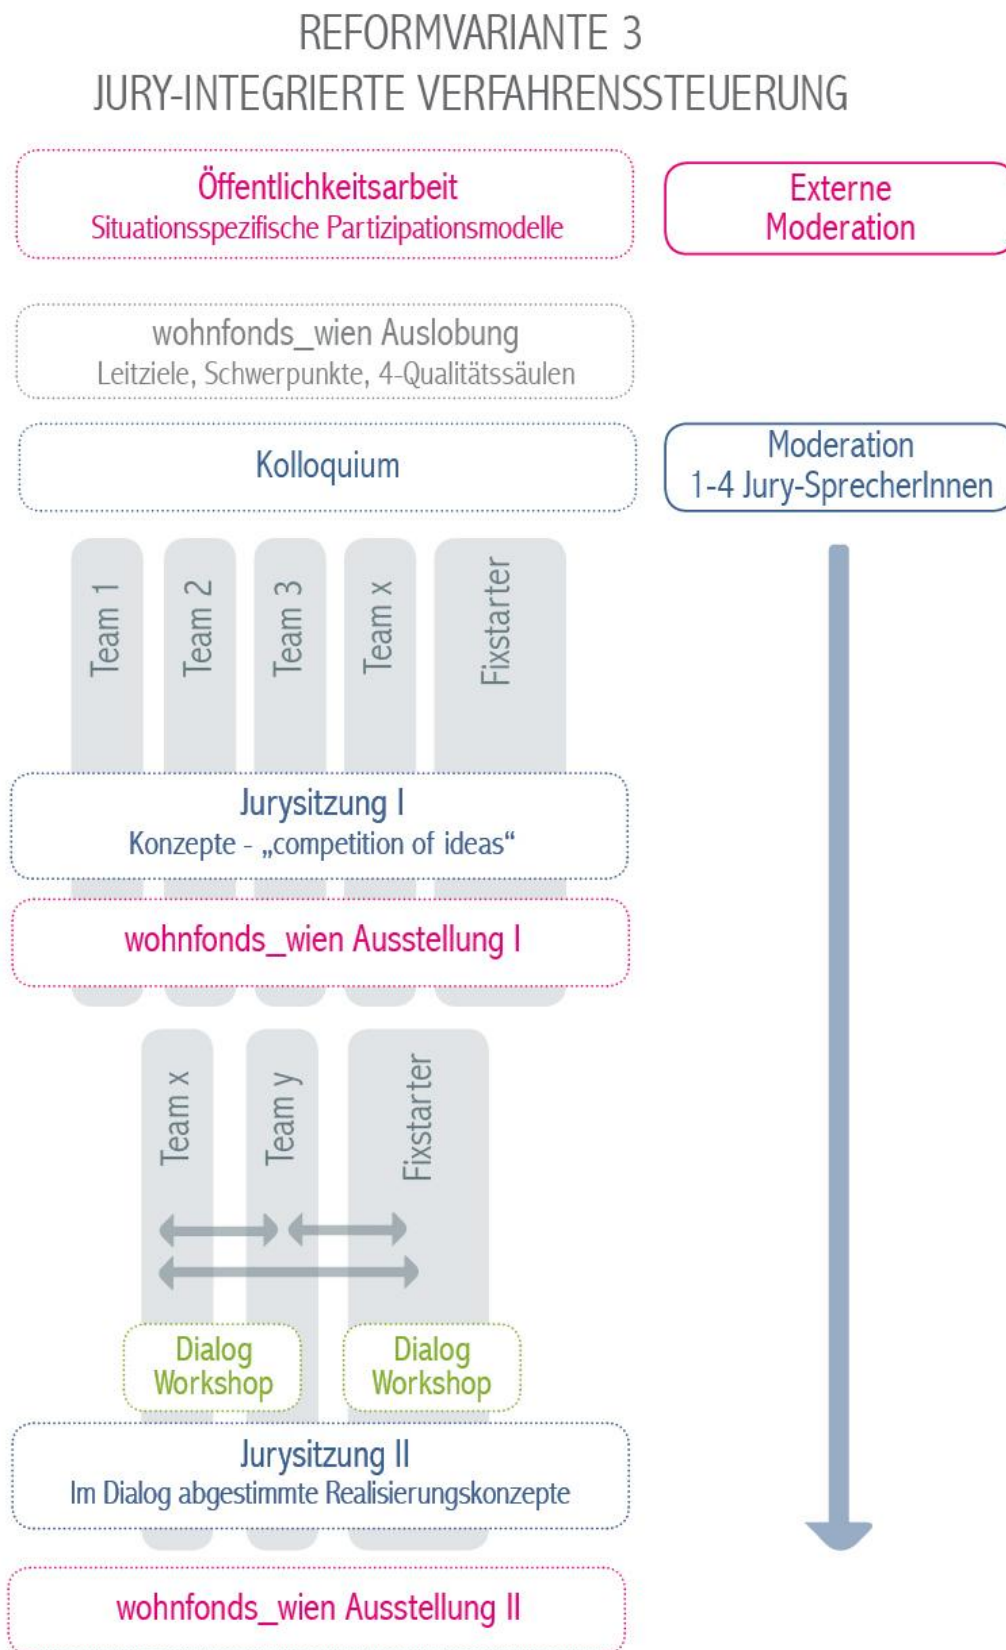 REFORMVARIANTE 3
JURY-INTEGRIERTE VERFAHRENSSTEUERUNG
Öffentlichkeitsarbeit
Situationsspezifische Partizipationsmodelle
Externe
Moderation
wohnfonds_wien Auslobung
Leitziele, Schwerpunkte, 4-Qualitätssäulen
Kolloquium
Moderation
1-4 Jury-SprecherInnen
Team 1
Team 2
Team 3
Team x
Fixstarter
Jurysitzung I
Konzepte - „competition of ideas“
wohnfonds_wien Ausstellung I
Team x
Team y
Fixstarter
Dialog
Workshop
Dialog
Workshop
Jurysitzung II
Im Dialog abgestimmte Realisierungskonzepte
wohnfonds_wien Ausstellung II